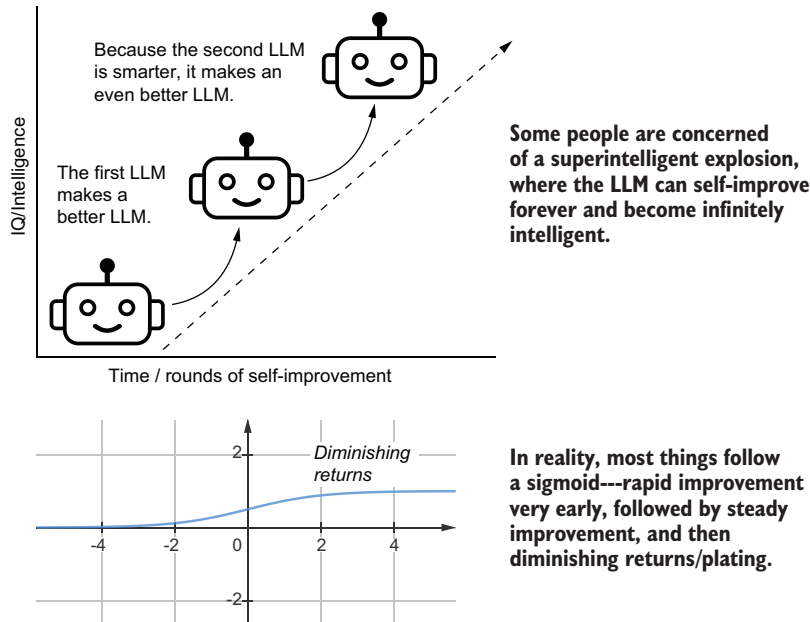 Because the second LLM
is smarter, it makes an
even better LLM.
The first LLM
makes a
better LLM.
IQ/Intelligence
Time / rounds of self-improvement
Some people are concerned
of a superintelligent explosion,
where the LLM can self-improve
forever and become infinitely
intelligent.
2
Diminishing
returns
-4
-2
0
2
4
-2
In reality, most things follow
a sigmoid---rapid improvement
very early, followed by steady
improvement, and then
diminishing returns/plating.